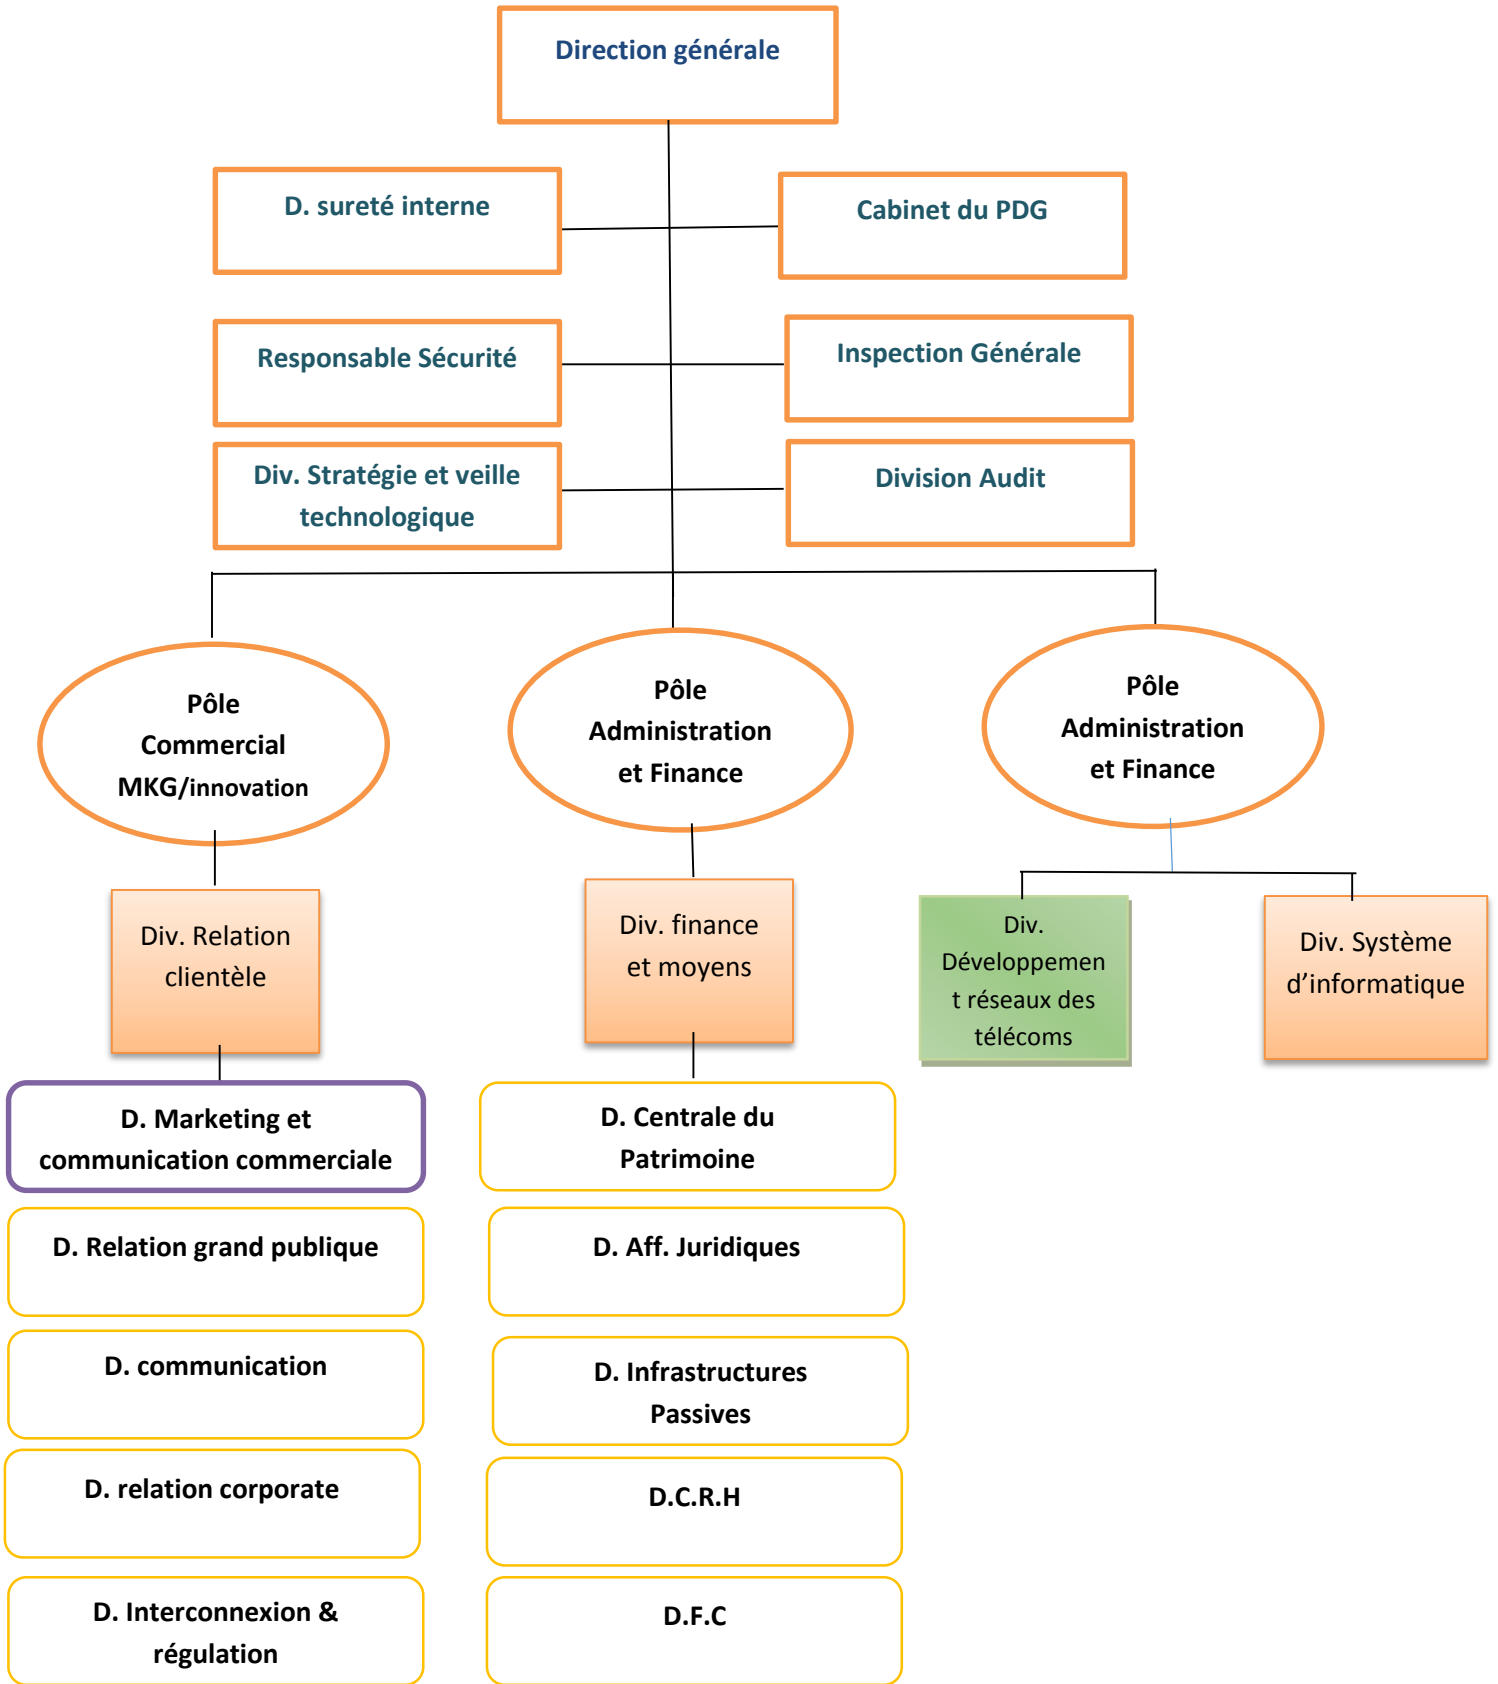 Direction générale
D. sureté interne
Cabinet du PDG
Responsable Sécurité
Inspection Générale
Div. Stratégie et veille
technologique
Division Audit
Pôle
Commercial
MKG/innovation
Pôle
Administration
et Finance
Pôle
Administration
et Finance
Div. Relation
clientèle
Div. finance
et moyens
Div.
Développemen
t réseaux des
télécoms
Div. Système
d’informatique
D. Marketing et
communication commerciale
D. Relation grand publique
D. communication
D. relation corporate
D. Interconnexion &
régulation
D. Centrale du
Patrimoine
D. Aff. Juridiques
D. Infrastructures
Passives
D.C.R.H
D.F.C